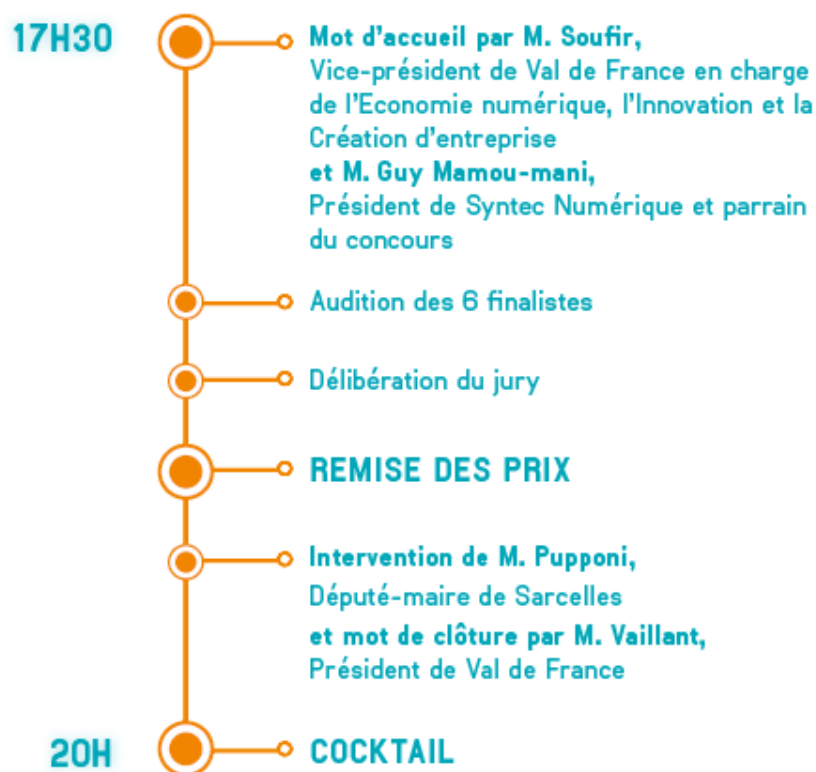 17H30
Mot d'accueil par M. Soufir,
Vice-président de Val de France en charge
de l'Economie numérique, l'Innovation et la
Création d'entreprise
et M. Guy Mamou-mani,
Président de Syntec Numérique et parrain
du concours
Audition des 6 finalistes
Délibération du jury
REMISE DES PRIX
Intervention de M. Pupponi,
Député-maire de Sarcelles
et mot de clôture par M. Vaillant,
Président de Val de France
20H
COCKTAIL